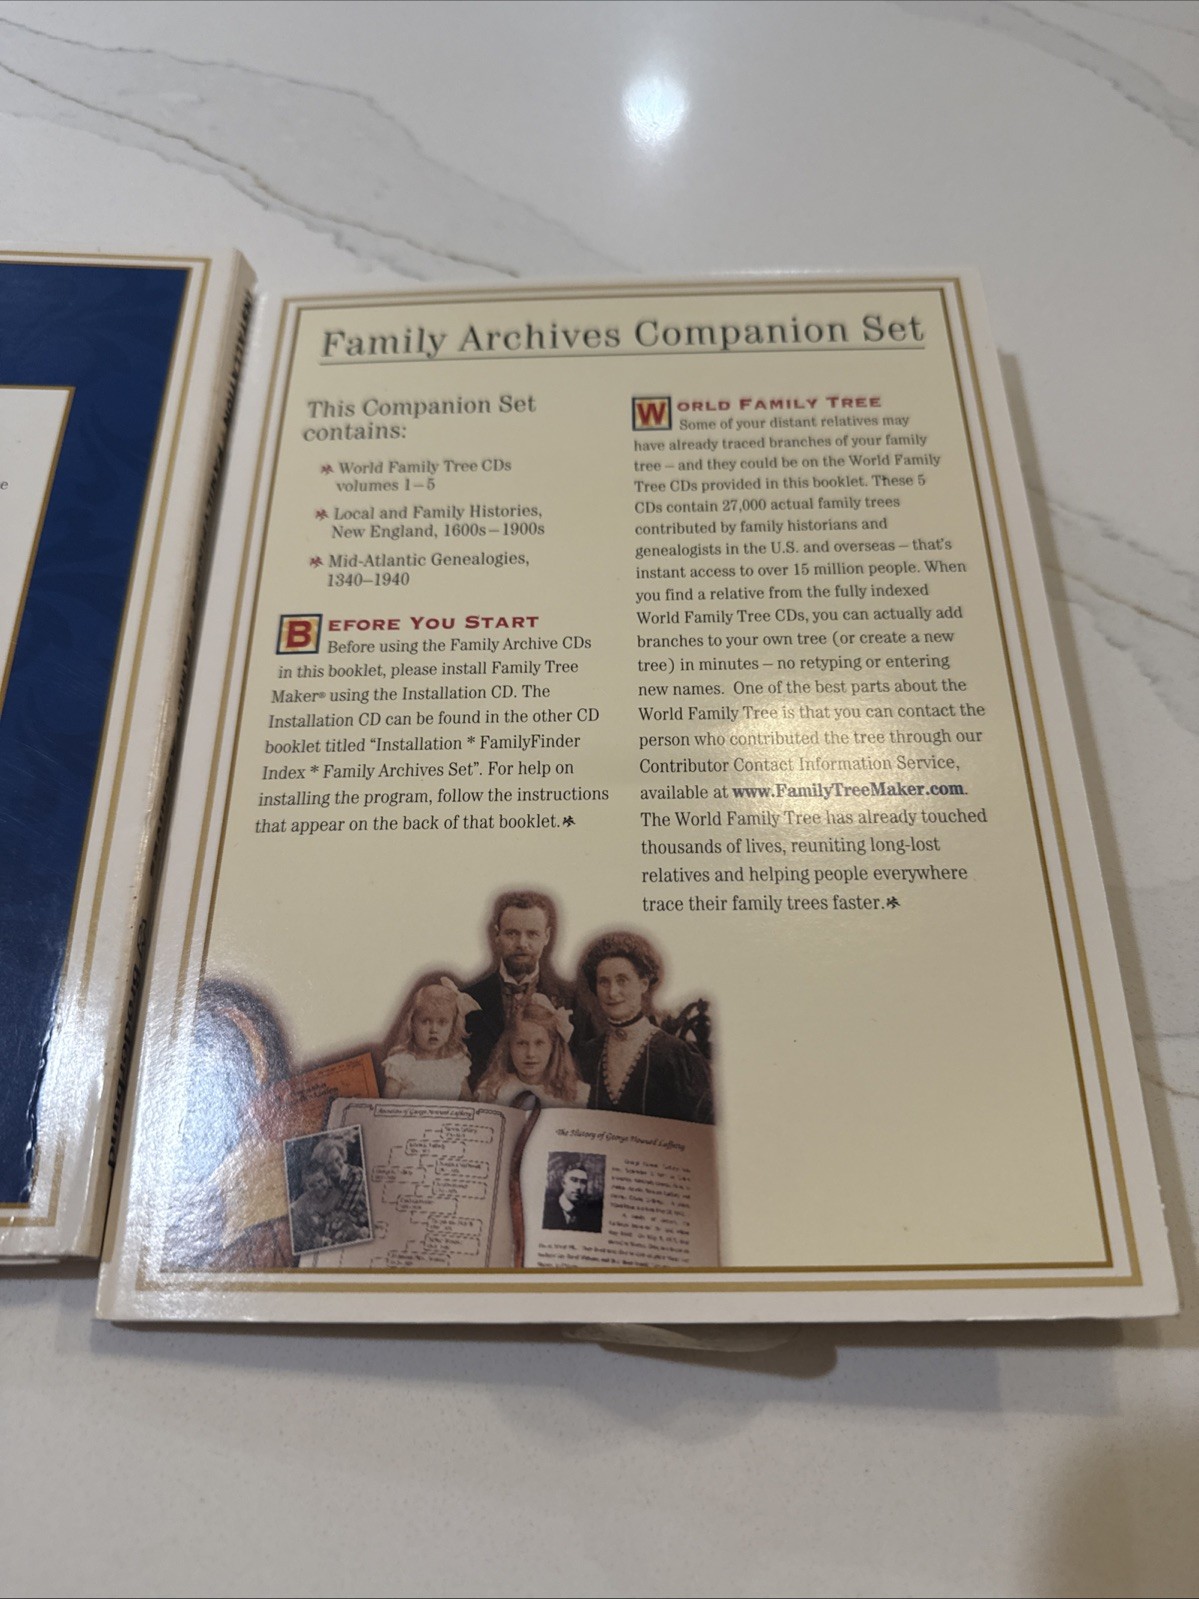 Family Archives Companion Set
This Companion Set
contains:
World Family Tree CDs
volumes 1–5
Local and Family Histories,
New England, 1600s–1900s
Mid-Atlantic Genealogies,
1340–1940
BEFORE YOU START
Before using the Family Archive CDs
in this booklet, please install Family Tree
Maker® using the Installation CD. The
Installation CD can be found in the other CD
booklet titled “Installation * FamilyFinder
Index * Family Archives Set”. For help on
installing the program, follow the instructions
that appear on the back of that booklet.
WORLD FAMILY TREE
Some of your distant relatives may
have already traced branches of your family
tree – and they could be on the World Family
Tree CDs provided in this booklet. These 5
CDs contain 27,000 actual family trees
contributed by family historians and
genealogists in the U.S. and overseas – that's
instant access to over 15 million people. When
you find a relative from the fully indexed
World Family Tree CDs, you can actually add
branches to your own tree (or create a new
tree) in minutes – no retyping or entering
new names. One of the best parts about the
World Family Tree is that you can contact the
person who contributed the tree through our
Contributor Contact Information Service,
available at www.FamilyTreeMaker.com.
The World Family Tree has already touched
thousands of lives, reuniting long-lost
relatives and helping people everywhere
trace their family trees faster.
The History of George Howard